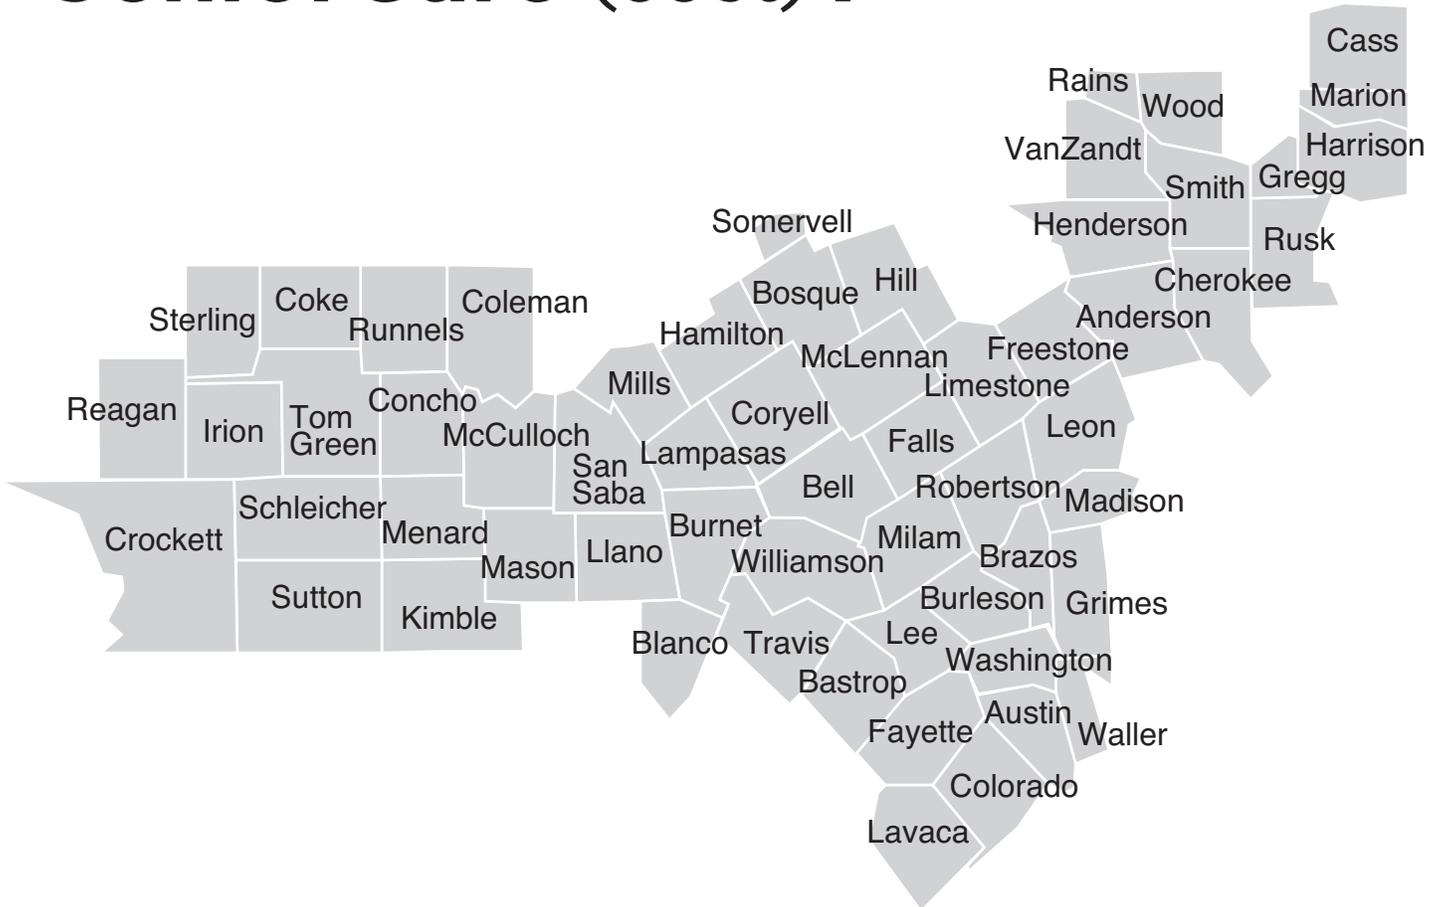 Cass
Rains
Marion
Wood
VanZandt
Harrison
Smith
Gregg
Somervell
Henderson
Rusk
Hill
Cherokee
Bosque
Coke
Coleman
Sterling
Runnels
Anderson
Hamilton
Freestone
McLennan
Limestone
Mills
Concho
Reagan
Tom
Green
Irion
Coryell
Leon
McCulloch
Falls
Lampasas
San
Saba
Bell
Robertson
Madison
Schleicher
Burnet
Menard
Crockett
Milam
Llano
Brazos
Williamson
Mason
Sutton
Burleson
Grimes
Kimble
Lee
Blanco
Travis
Washington
Bastrop
Austin
Fayette
Waller
Colorado
Lavaca